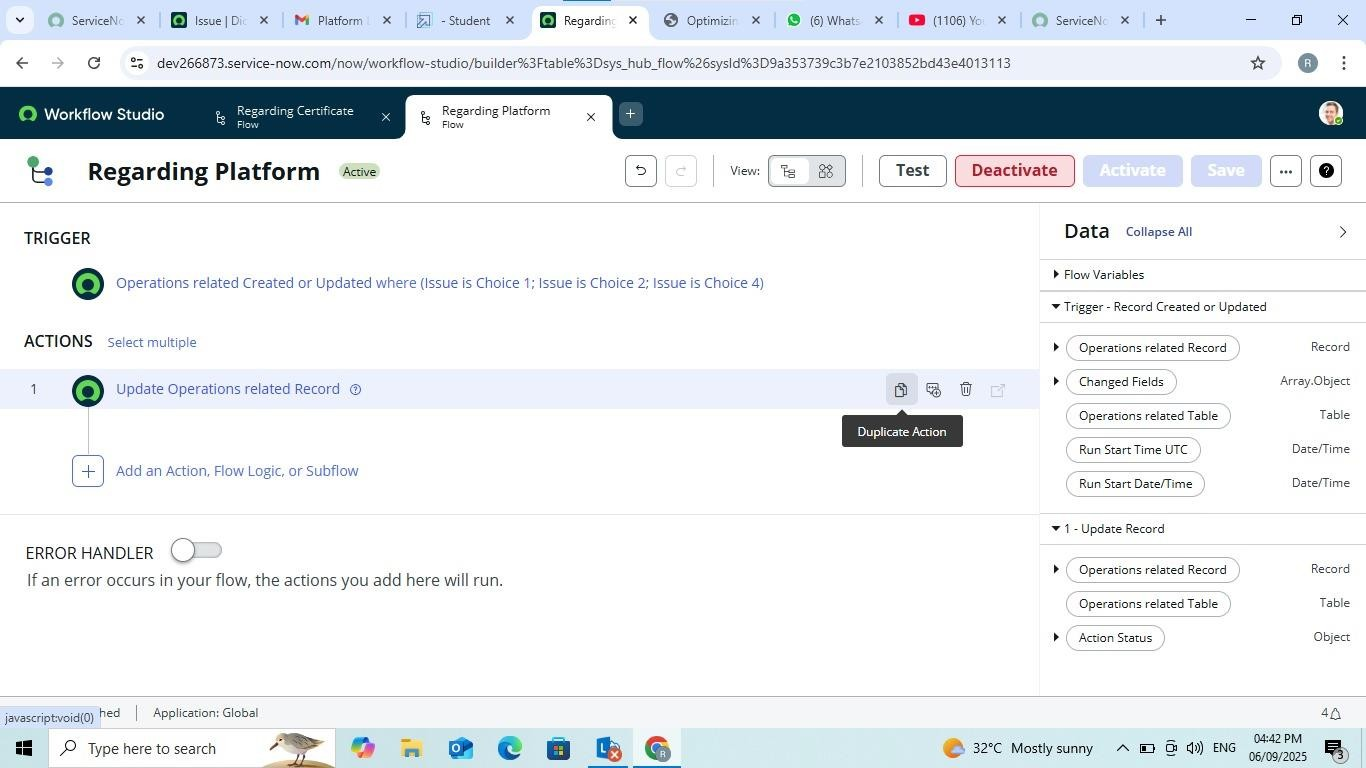 ServiceNo
Issue | Dic
Platform L
- Student
Regarding
Optimizin
(6) Whats
(1106) Yo
ServiceNo
dev266873.service-now.com/now/workflow-studio/builder%3Ftable%3Dsys_hub_flow%26sysId%3D9a353739c3b7e2103852bd43e4013113
R
Workflow Studio
Regarding Certificate
Flow
Regarding Platform
Flow
Regarding Platform
Active
View:
Test
Deactivate
Activate
Save
TRIGGER
Operations related Created or Updated where (Issue is Choice 1; Issue is Choice 2; Issue is Choice 4)
ACTIONS
Select multiple
1
Update Operations related Record
Duplicate Action
Add an Action, Flow Logic, or Subflow
ERROR HANDLER
If an error occurs in your flow, the actions you add here will run.
Data
Collapse All
Flow Variables
Trigger - Record Created or Updated
Operations related Record
Record
Changed Fields
Array.Object
Operations related Table
Table
Run Start Time UTC
Date/Time
Run Start Date/Time
Date/Time
1 - Update Record
Operations related Record
Record
Operations related Table
Table
Action Status
Object
javascript:void(0)
hed
Application: Global
4
Type here to search
32°C Mostly sunny
ENG
04:42 PM
06/09/2025
3